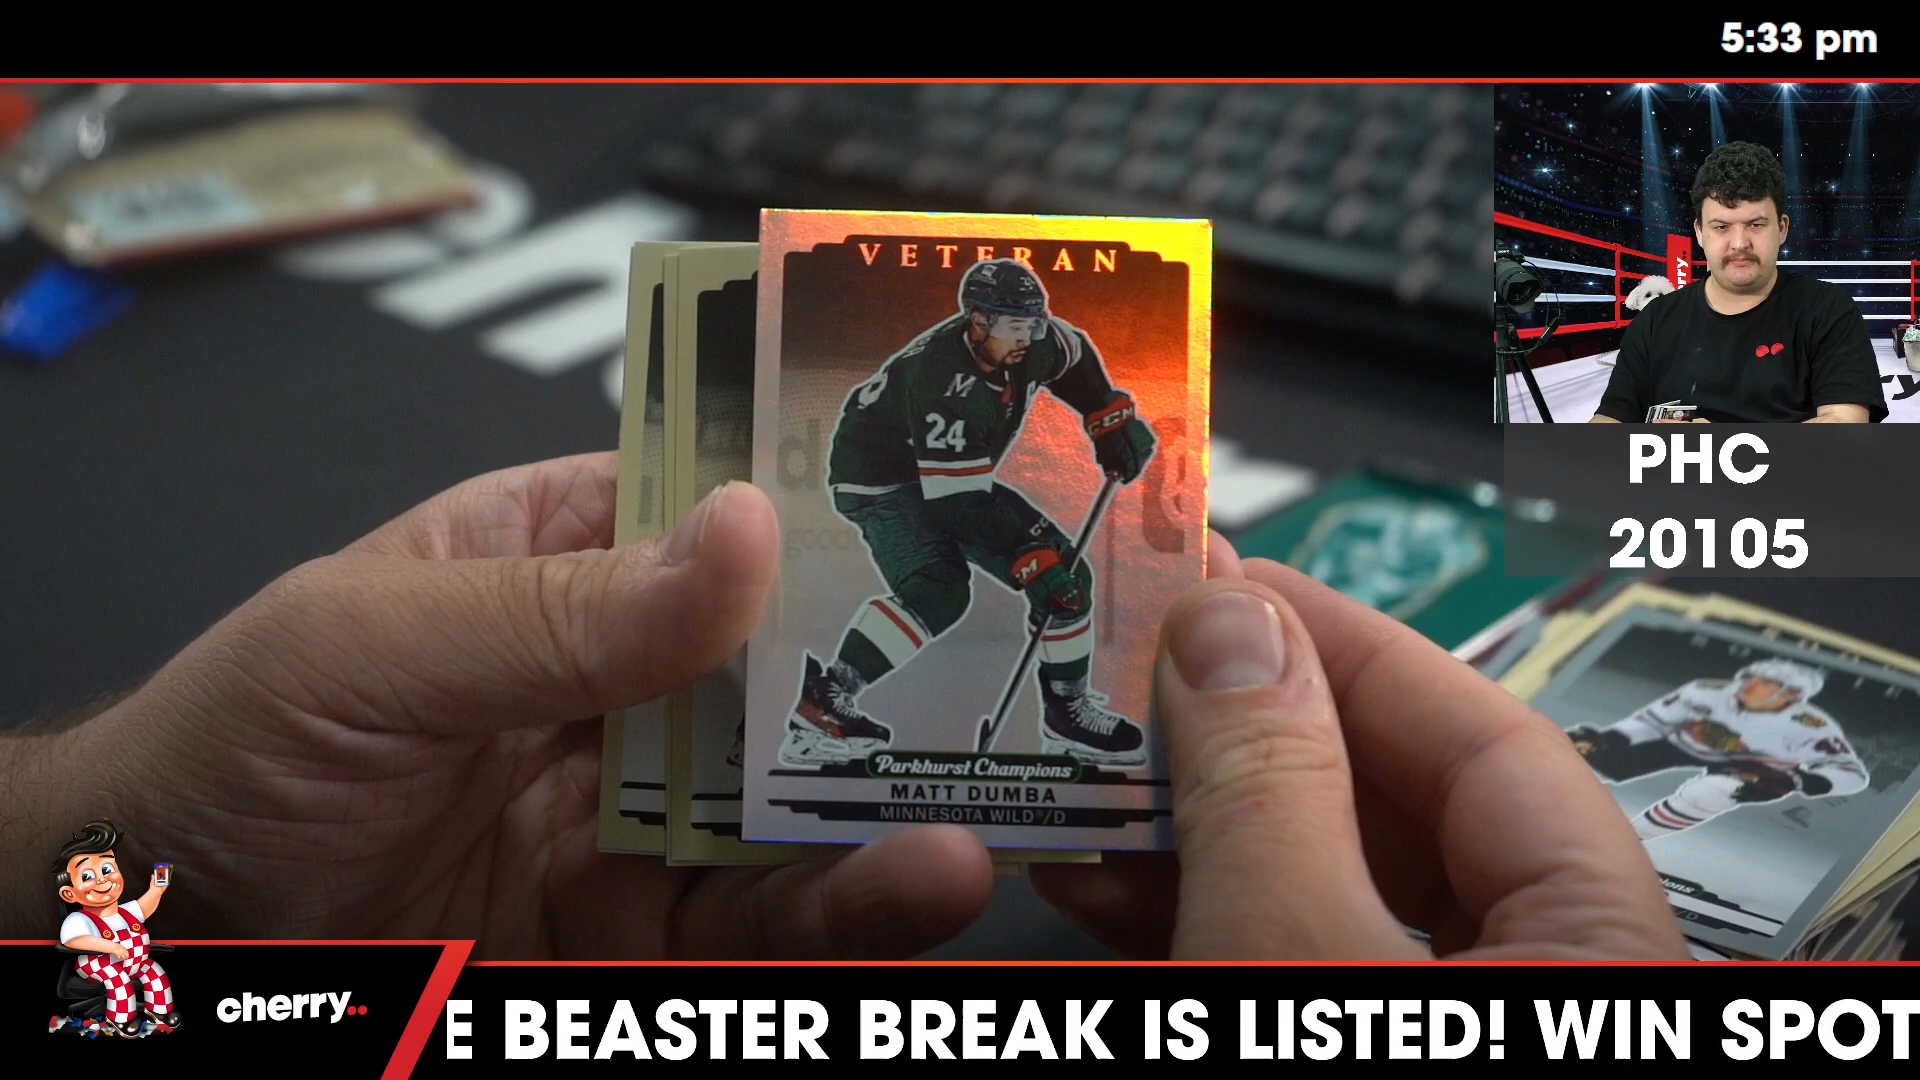 5:33 pm
VETERAN
M
24
CCM
Parkhurst Champions
MATT DUMBA
MINNESOTA WILD®/D
PHC
20105
cherry..
E BEASTER BREAK IS LISTED! WIN SPOT